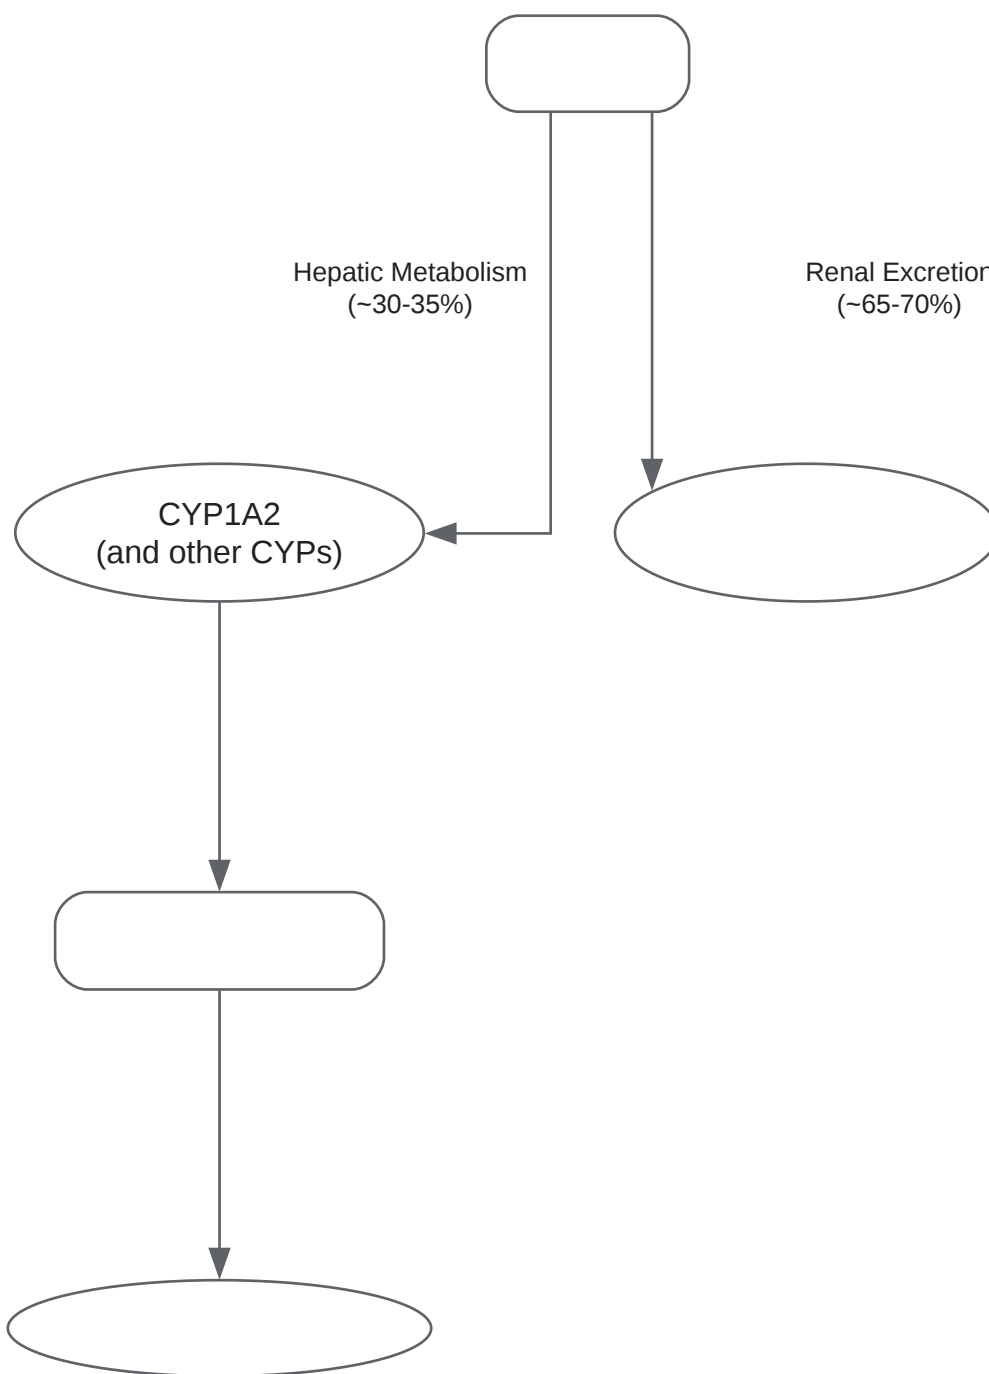 Hepatic Metabolism
(~30-35%)
Renal Excretion
(~65-70%)
CYP1A2
(and other CYPs)